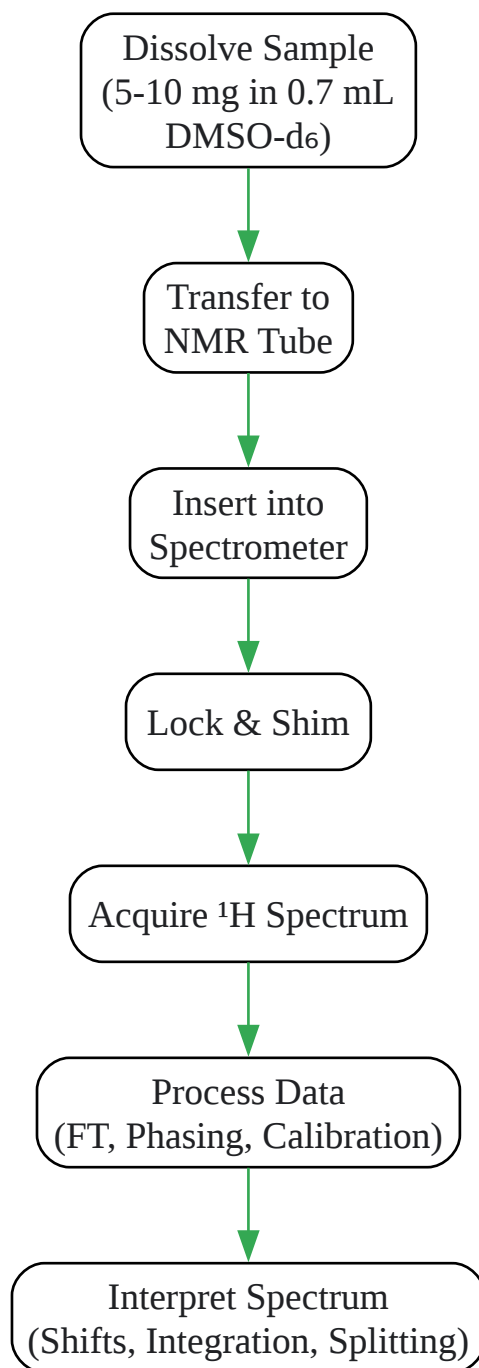 Dissolve Sample
(5-10 mg in 0.7 mL
DMSO-d₆)
Transfer to
NMR Tube
Insert into
Spectrometer
Lock & Shim
Acquire ¹H Spectrum
Process Data
(FT, Phasing, Calibration)
Interpret Spectrum
(Shifts, Integration, Splitting)